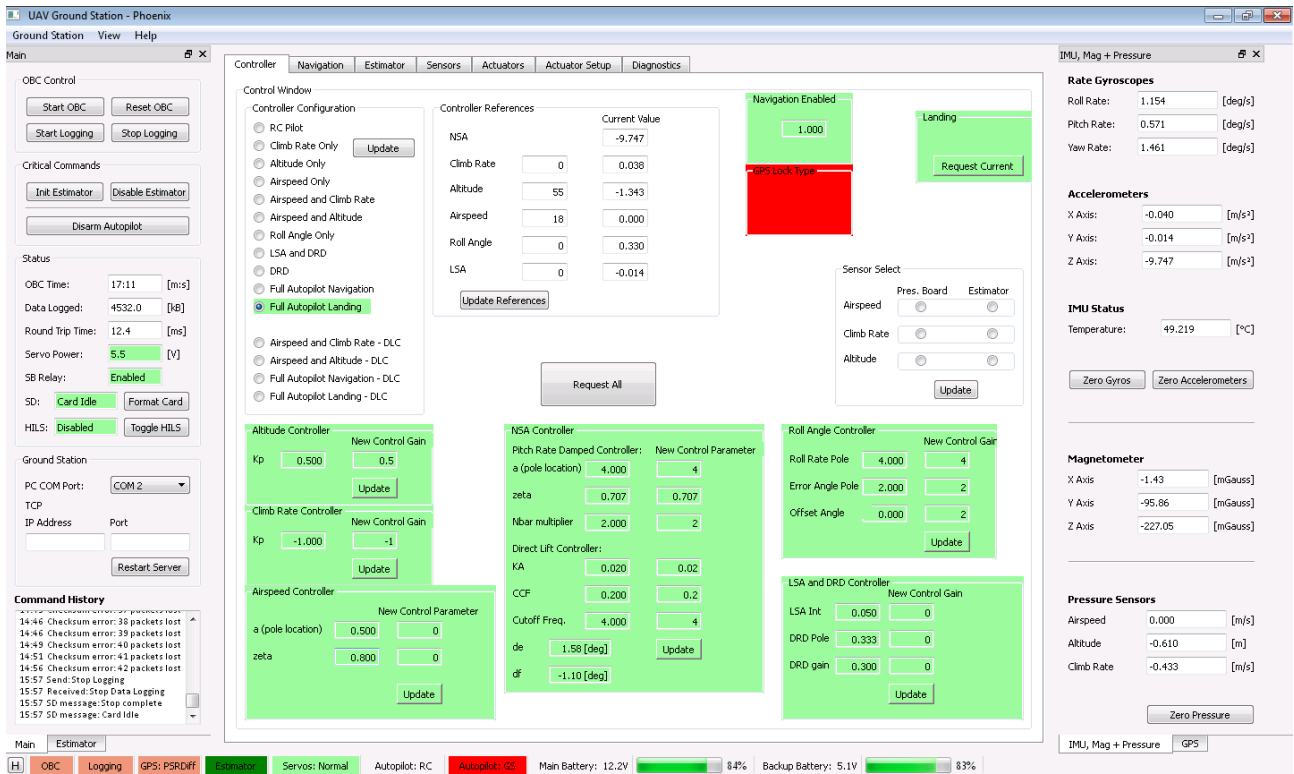 UAV Ground Station - Phoenix
Ground Station View Help
Main
OBC Control
Start OBC Reset OBC
Start Logging Stop Logging
Critical Commands
Init Estimator Disable Estimator
Disarm Autopilot
Status
OBC Time: 17:11 [m:s]
Data Logged: 4532.0 [kB]
Round Trip Time: 12.4 [ms]
Servo Power: 5.5 [V]
SB Relay: Enabled
SD: Card Idle Format Card
HILS: Disabled Toggle HILS
Ground Station
PC COM Port: COM 2
TCP
IP Address Port
Restart Server
Command History
14:46 Checksum error: 38 packets lost
14:46 Checksum error: 39 packets lost
14:49 Checksum error: 40 packets lost
14:51 Checksum error: 41 packets lost
14:56 Checksum error: 42 packets lost
15:57 Send: Stop Logging
15:57 Received: Stop Data Logging
15:57 SD message: Stop complete
15:57 SD message: Card Idle
Main Estimator
Controller Navigation Estimator Sensors Actuators Actuator Setup Diagnostics
Control Window
Controller Configuration
RC Pilot
Climb Rate Only
Update
Altitude Only
Airspeed Only
Airspeed and Climb Rate
Airspeed and Altitude
Roll Angle Only
LSA and DRD
DRD
Full Autopilot Navigation
Full Autopilot Landing
Airspeed and Climb Rate - DLC
Airspeed and Altitude - DLC
Full Autopilot Navigation - DLC
Full Autopilot Landing - DLC
Controller References
Current Value
NSA -9.747
Climb Rate 0 0.038
Altitude 55 -1.343
Airspeed 18 0.000
Roll Angle 0 0.330
LSA 0 -0.014
Update References
Request All
Navigation Enabled
1.000
GPS Lock Type
Landing
Request Current
Sensor Select
Pres. Board Estimator
Airspeed
Climb Rate
Altitude
Update
Altitude Controller
New Control Gain
Kp 0.500 0.5
Update
Climb Rate Controller
New Control Gain
Kp -1.000 -1
Update
Airspeed Controller
New Control Parameter
a (pole location) 0.500 0
zeta 0.800 0
Update
NSA Controller
Pitch Rate Damped Controller: New Control Parameter
a (pole location) 4.000 4
zeta 0.707 0.707
Nbar multiplier 2.000 2
Direct Lift Controller:
KA 0.020 0.02
CCF 0.200 0.2
Cutoff Freq. 4.000 4
de 1.58 [deg] Update
df -1.10 [deg]
Roll Angle Controller
New Control Gain
Roll Rate Pole 4.000 4
Error Angle Pole 2.000 2
Offset Angle 0.000 2
Update
LSA and DRD Controller
New Control Gain
LSA Int 0.050 0
DRD Pole 0.333 0
DRD gain 0.300 0
Update
IMU, Mag + Pressure
Rate Gyroscopes
Roll Rate: 1.154 [deg/s]
Pitch Rate: 0.571 [deg/s]
Yaw Rate: 1.461 [deg/s]
Accelerometers
X Axis: -0.040 [m/s²]
Y Axis: -0.014 [m/s²]
Z Axis: -9.747 [m/s²]
IMU Status
Temperature: 49.219 [°C]
Zero Gyros Zero Accelerometers
Magnetometer
X Axis -1.43 [mGauss]
Y Axis -95.86 [mGauss]
Z Axis -227.05 [mGauss]
Pressure Sensors
Airspeed 0.000 [m/s]
Altitude -0.610 [m]
Climb Rate -0.433 [m/s]
Zero Pressure
IMU, Mag + Pressure GPS
H OBC Logging GPS: PSRDiff Estimator Servos: Normal Autopilot: RC Autopilot: GS Main Battery: 12.2V 84% Backup Battery: 5.1V 83%